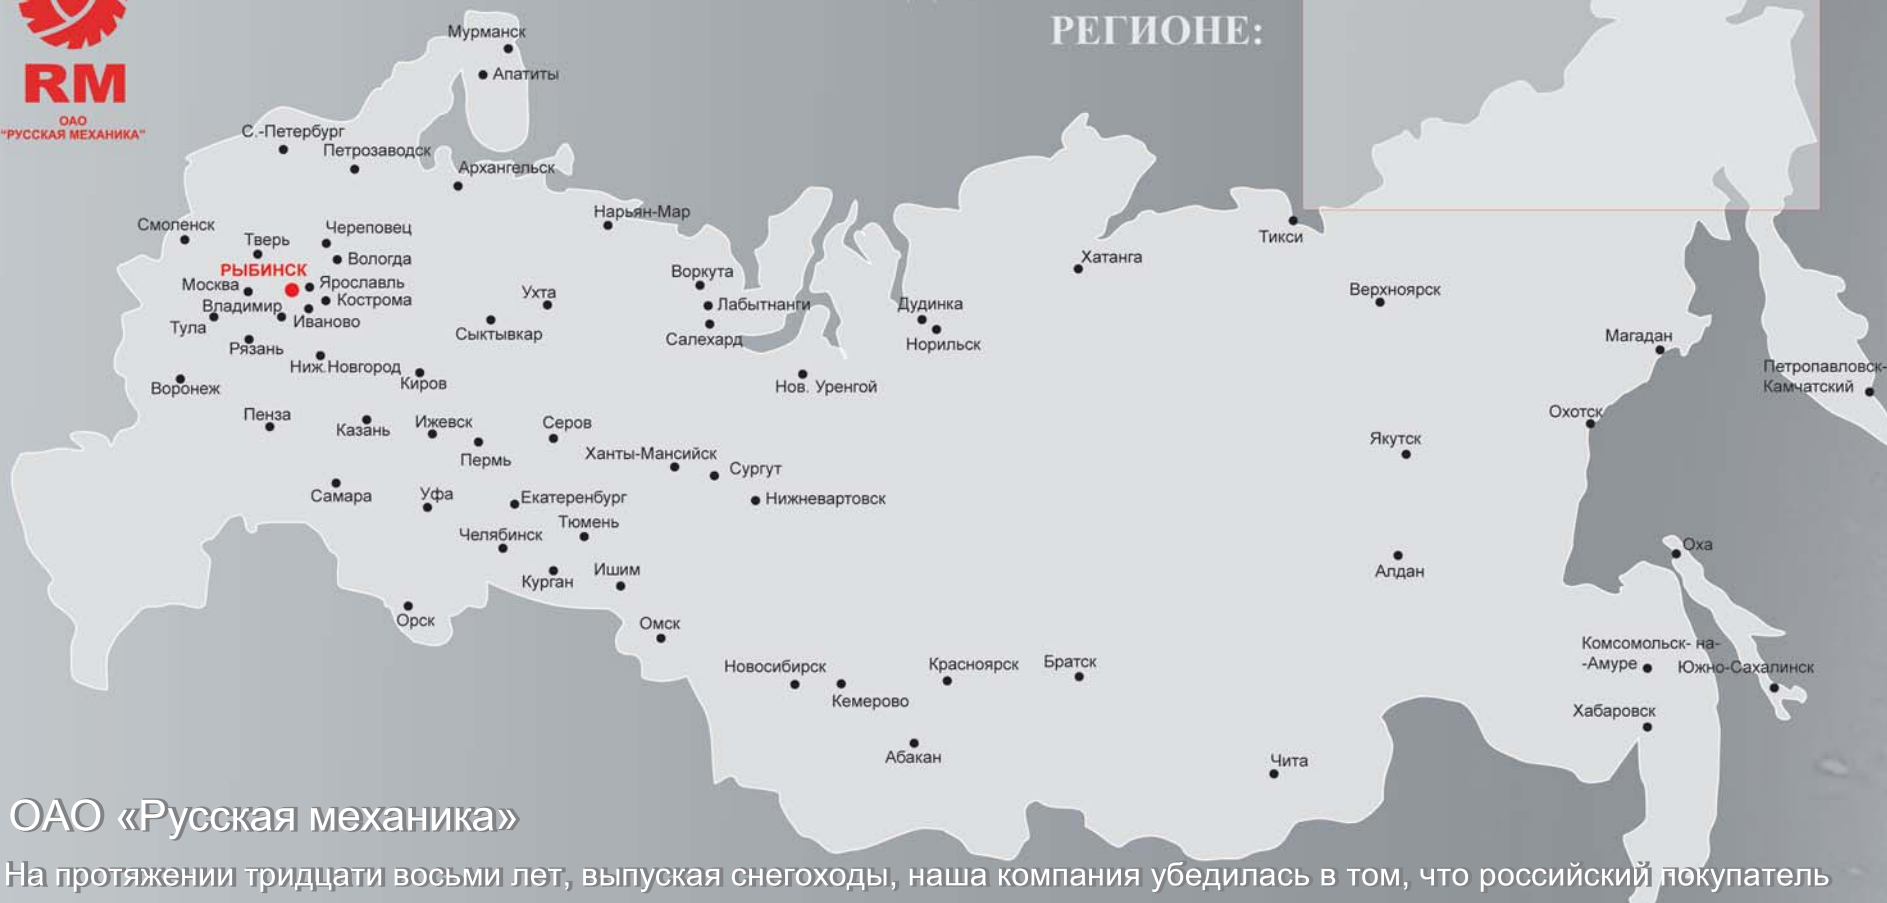 РЕГИОНЕ:
RM
ОАО
"РУССКАЯ МЕХАНИКА"
Мурманск
Апатиты
С.-Петербург
Петрозаводск
Архангельск
Нарьян-Мар
Смоленск
Череповец
Тверь
Вологда
РЫБИНСК
Москва
Ярославль
Кострома
Владимир
Иваново
Тула
Рязань
Ниж.Новгород
Киров
Воронеж
Ухта
Сыктывкар
Воркута
Лабытнанги
Салехард
Дудинка
Норильск
Нов. Уренгой
Хатанга
Тикси
Верхноярск
Магадан
Петропавловск-
Камчатский
Охотск
Якутск
Пенза
Казань
Ижевск
Пермь
Серов
Ханты-Мансийск
Сургут
Нижневартовск
Самара
Уфа
Екатеренбург
Тюмень
Челябинск
Курган
Ишим
Орск
Омск
Оха
Алдан
Новосибирск
Кемерово
Красноярск
Братск
Абакан
Чита
Комсомольск- на-
-Амуре
Южно-Сахалинск
Хабаровск
ОАО «Русская механика»
На протяжении тридцати восьми лет, выпуская снегоходы, наша компания убедилась в том, что российский покупатель